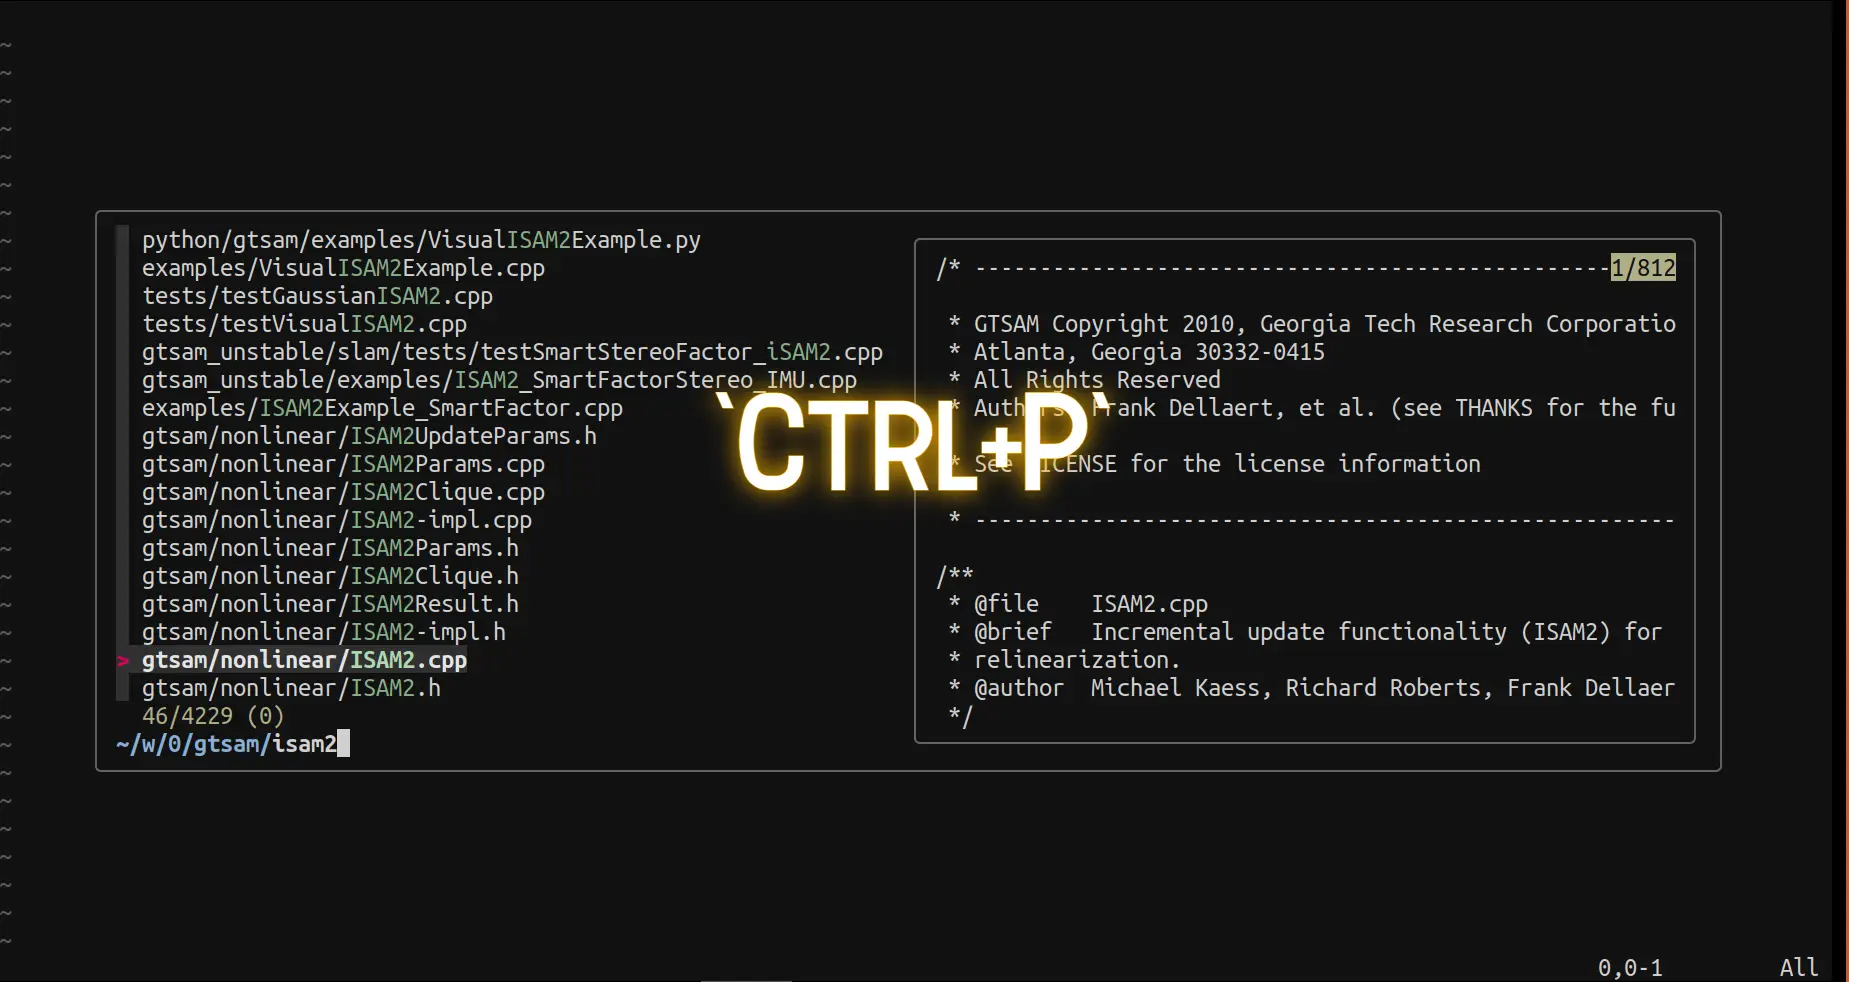 python/gtsam/examples/VisualISAM2Example.py
examples/VisualISAM2Example.cpp
tests/testGaussianISAM2.cpp
tests/testVisualISAM2.cpp
gtsam_unstable/slam/tests/testSmartStereoFactor_iSAM2.cpp
gtsam_unstable/examples/ISAM2_SmartFactorStereo_IMU.cpp
examples/ISAM2Example_SmartFactor.cpp
gtsam/nonlinear/ISAM2UpdateParams.h
gtsam/nonlinear/ISAM2Params.cpp
gtsam/nonlinear/ISAM2Clique.cpp
gtsam/nonlinear/ISAM2-impl.cpp
gtsam/nonlinear/ISAM2Params.h
gtsam/nonlinear/ISAM2Clique.h
gtsam/nonlinear/ISAM2Result.h
gtsam/nonlinear/ISAM2-impl.h
> gtsam/nonlinear/ISAM2.cpp
gtsam/nonlinear/ISAM2.h
46/4229 (0)
~/w/0/gtsam/isam2
/* -------------------------------------------------1/812
* GTSAM Copyright 2010, Georgia Tech Research Corporatio
* Atlanta, Georgia 30332-0415
* All Rights Reserved
* Authors: Frank Dellaert, et al. (see THANKS for the fu
* See LICENSE for the license information
* ------------------------------------------------------
/**
* @file    ISAM2.cpp
* @brief   Incremental update functionality (ISAM2) for
* relinearization.
* @author  Michael Kaess, Richard Roberts, Frank Dellaer
*/
`CTRL+P`
0,0-1 All